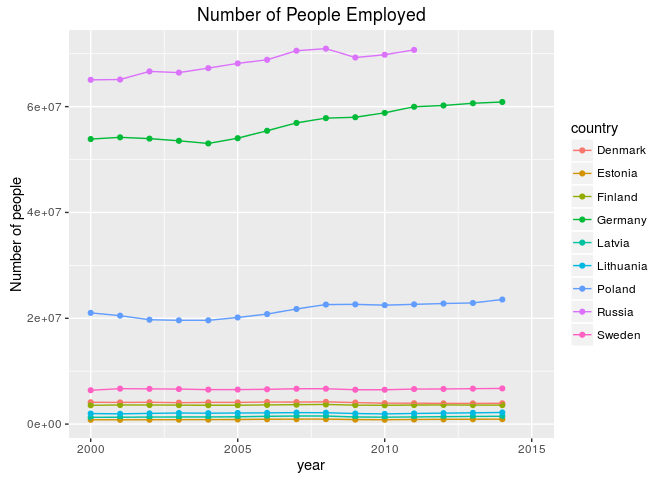 Number of People Employed
Number of people
6e+07
4e+07
2e+07
0e+00
2000
2005
2010
2015
year
country
Denmark
Estonia
Finland
Germany
Latvia
Lithuania
Poland
Russia
Sweden